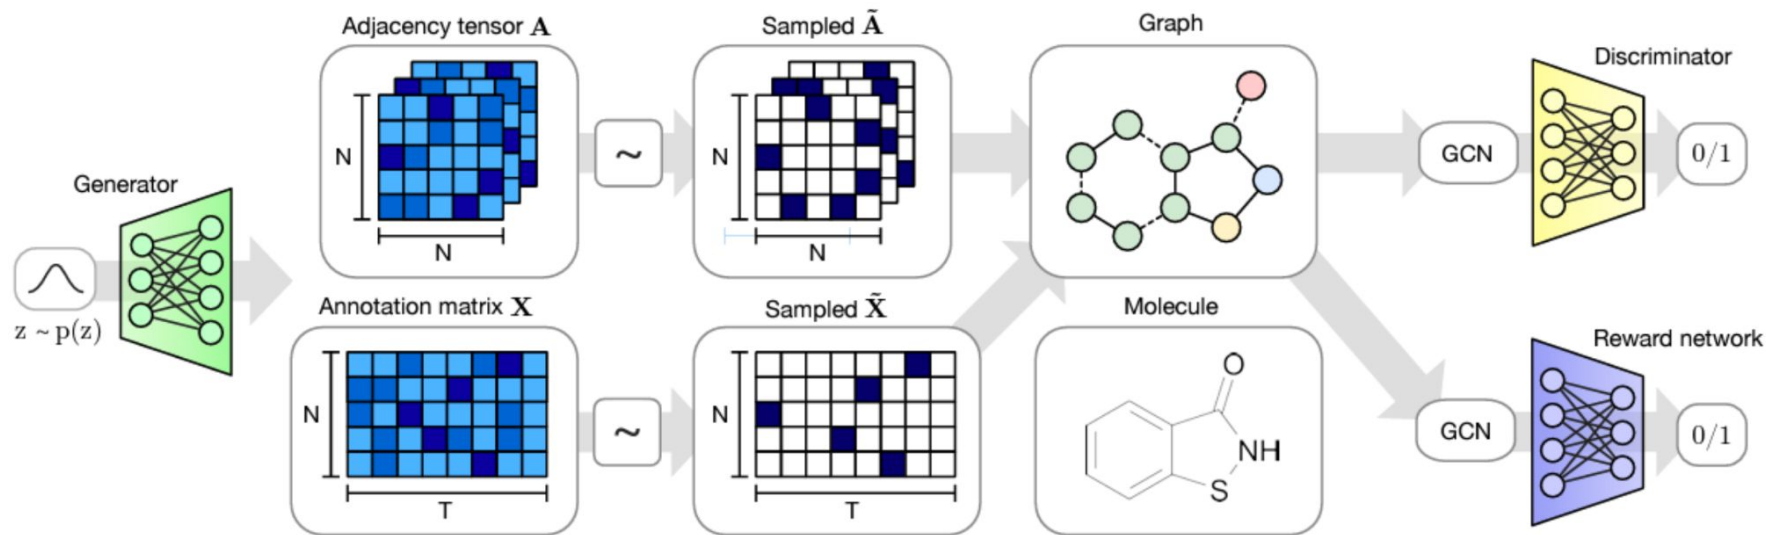 Generator
z ~ p(z)
Adjacency tensor A
N
N
Annotation matrix X
N
T
~
~
Sampled Ã
N
N
Sampled X̃
N
T
Graph
Molecule
O
NH
S
GCN
Discriminator
0/1
GCN
Reward network
0/1